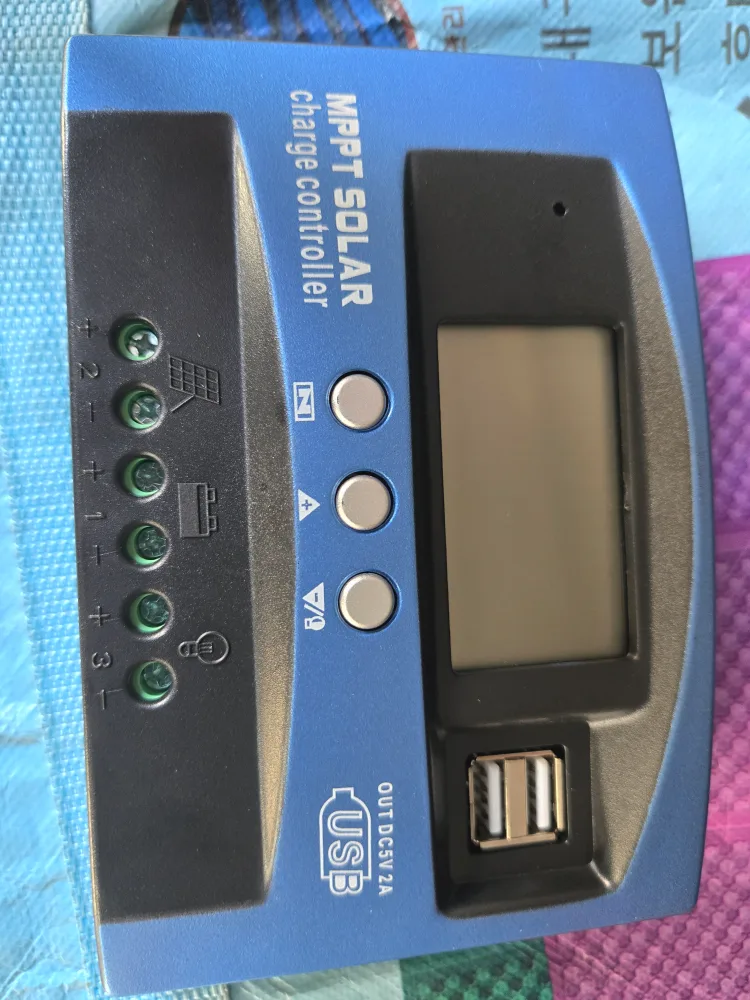 MPPT SOLAR
charge controller
OUT DC5V 2A
USB
+ 2 - + 1 - + 3 -